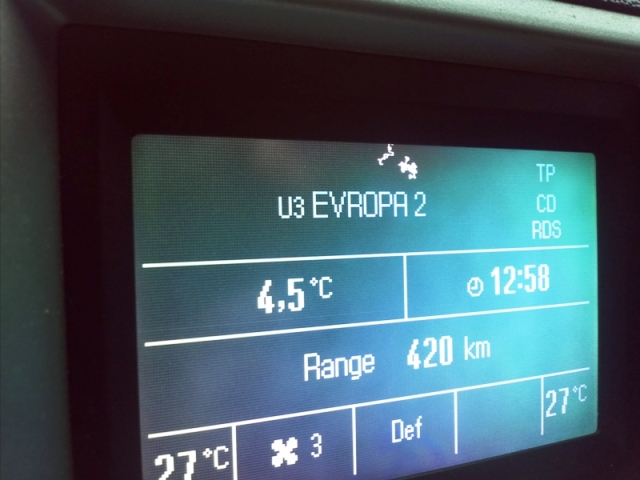 TP
U3 EVROPA 2
CD
RDS
4,5 °C
12:58
Range 420 km
27 °C
3
Def
27 °C